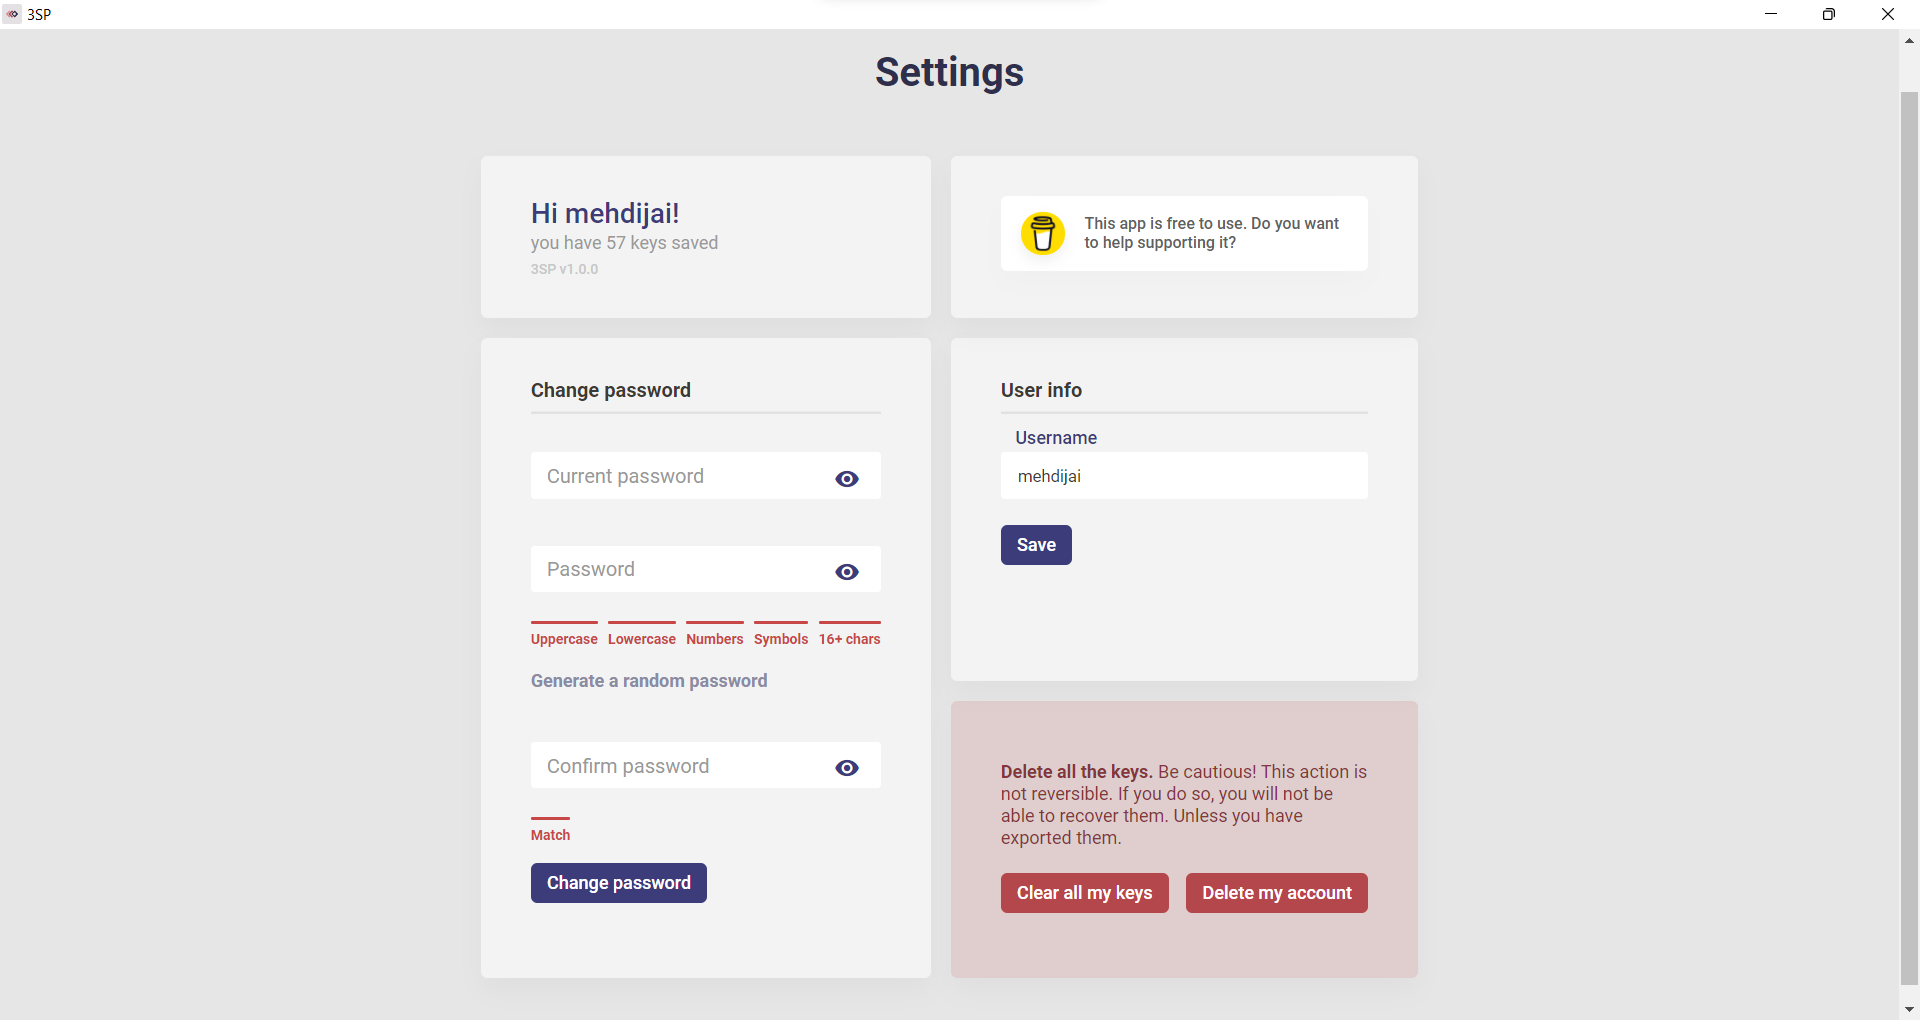 3SP
Settings
Hi mehdijai!
you have 57 keys saved
3SP v1.0.0
This app is free to use. Do you want
to help supporting it?
Change password
Current password
Password
Uppercase Lowercase Numbers Symbols 16+ chars
Generate a random password
Confirm password
Match
Change password
User info
Username
mehdijai
Save
Delete all the keys. Be cautious! This action is
not reversible. If you do so, you will not be
able to recover them. Unless you have
exported them.
Clear all my keys
Delete my account